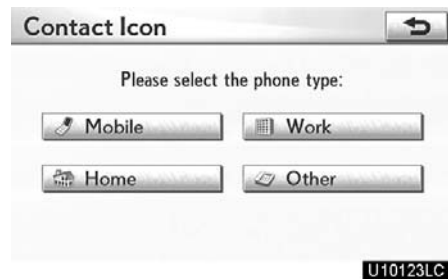 Contact Icon
Please select the phone type:
Mobile Work
Home Other
U10123LC